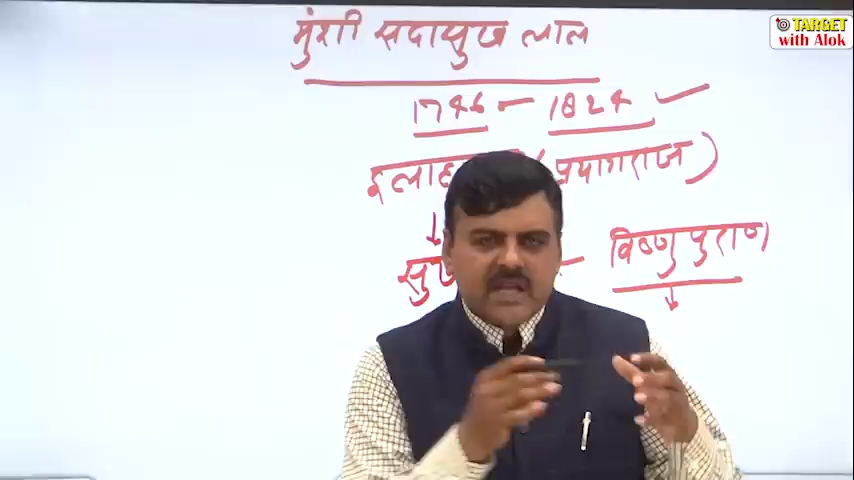 TARGET
with Alok
मुंशी सदासुख लाल
1746 - 1824
(प्रयागराज)
- विष्णु पुराण